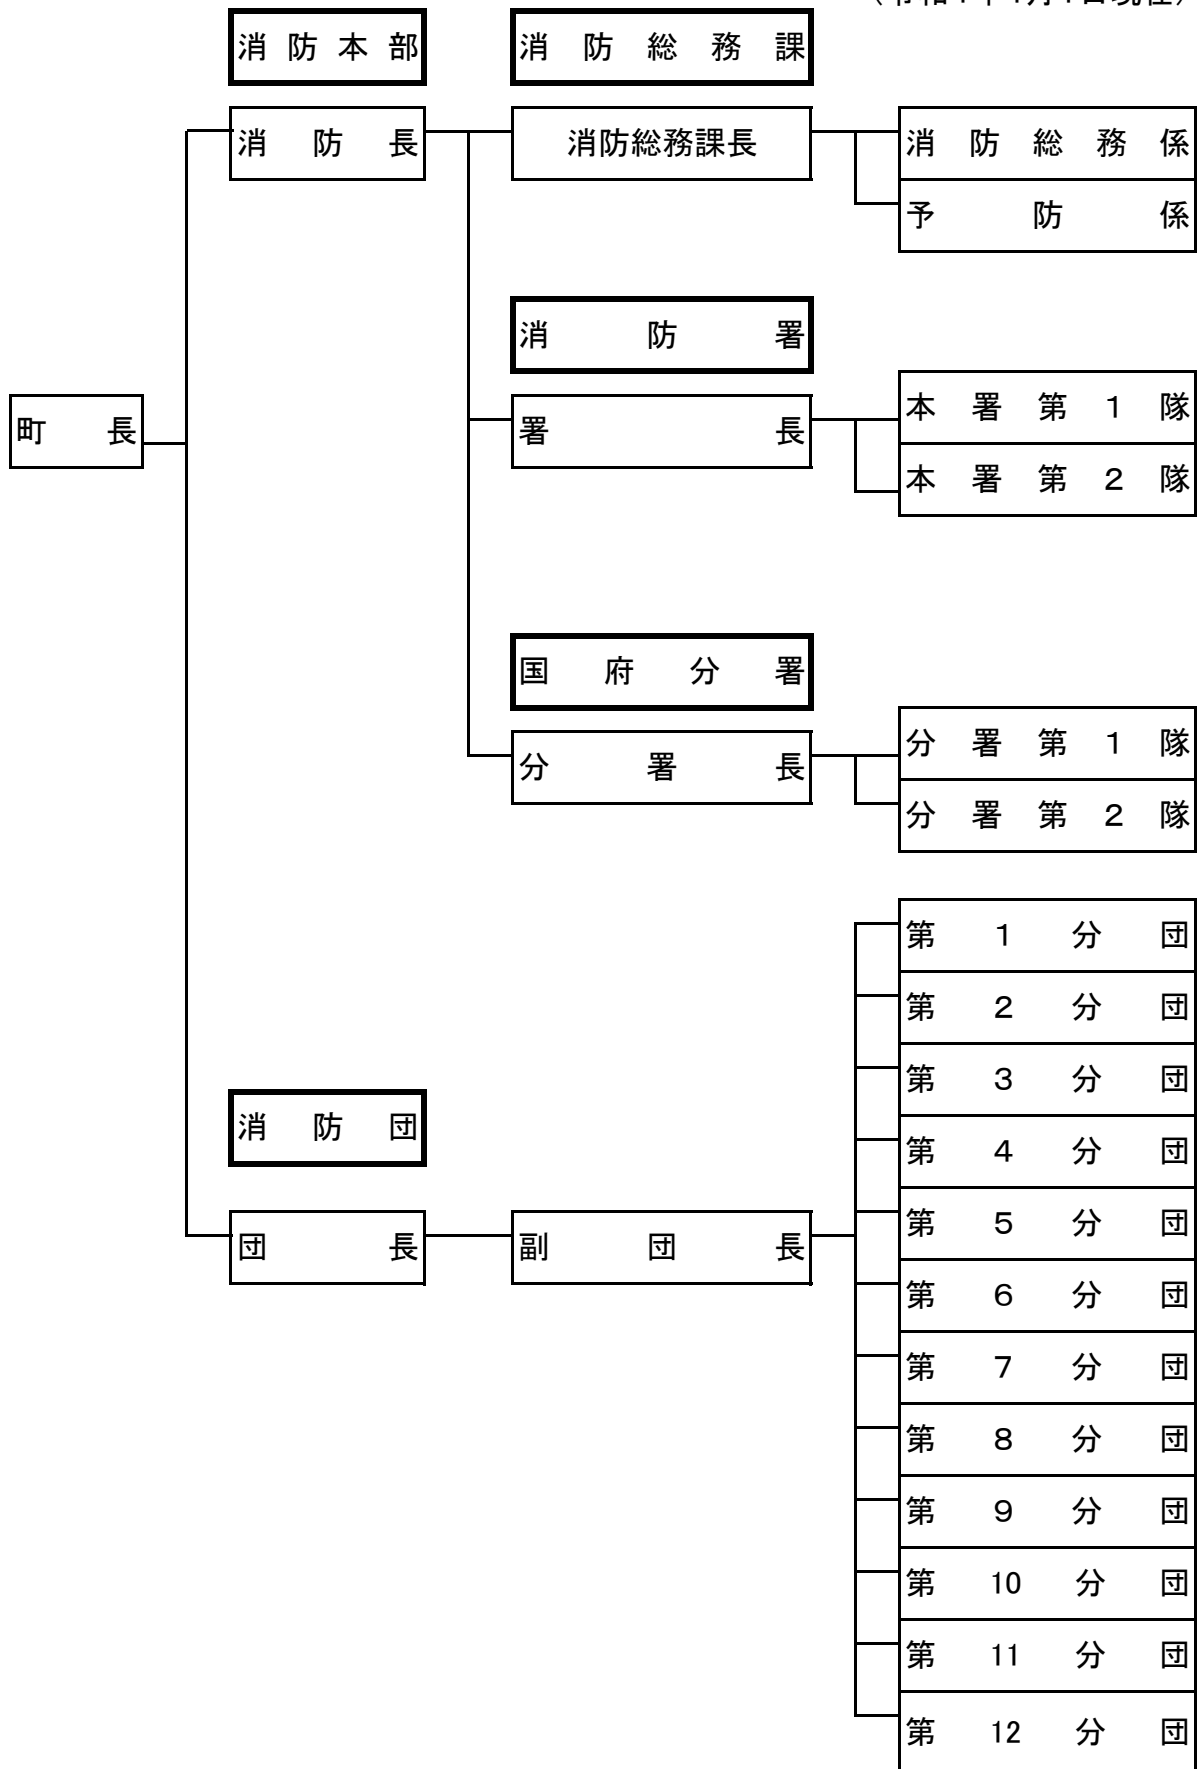 消防本部
消防総務課
消防長
消防総務課長
消防総務係
予防係
消防署
町長
署長
本署第1隊
本署第2隊
国府分署
分署長
分署第1隊
分署第2隊
第1分団
第2分団
第3分団
消防団
第4分団
団長
副団長
第5分団
第6分団
第7分団
第8分団
第9分団
第10分団
第11分団
第12分団